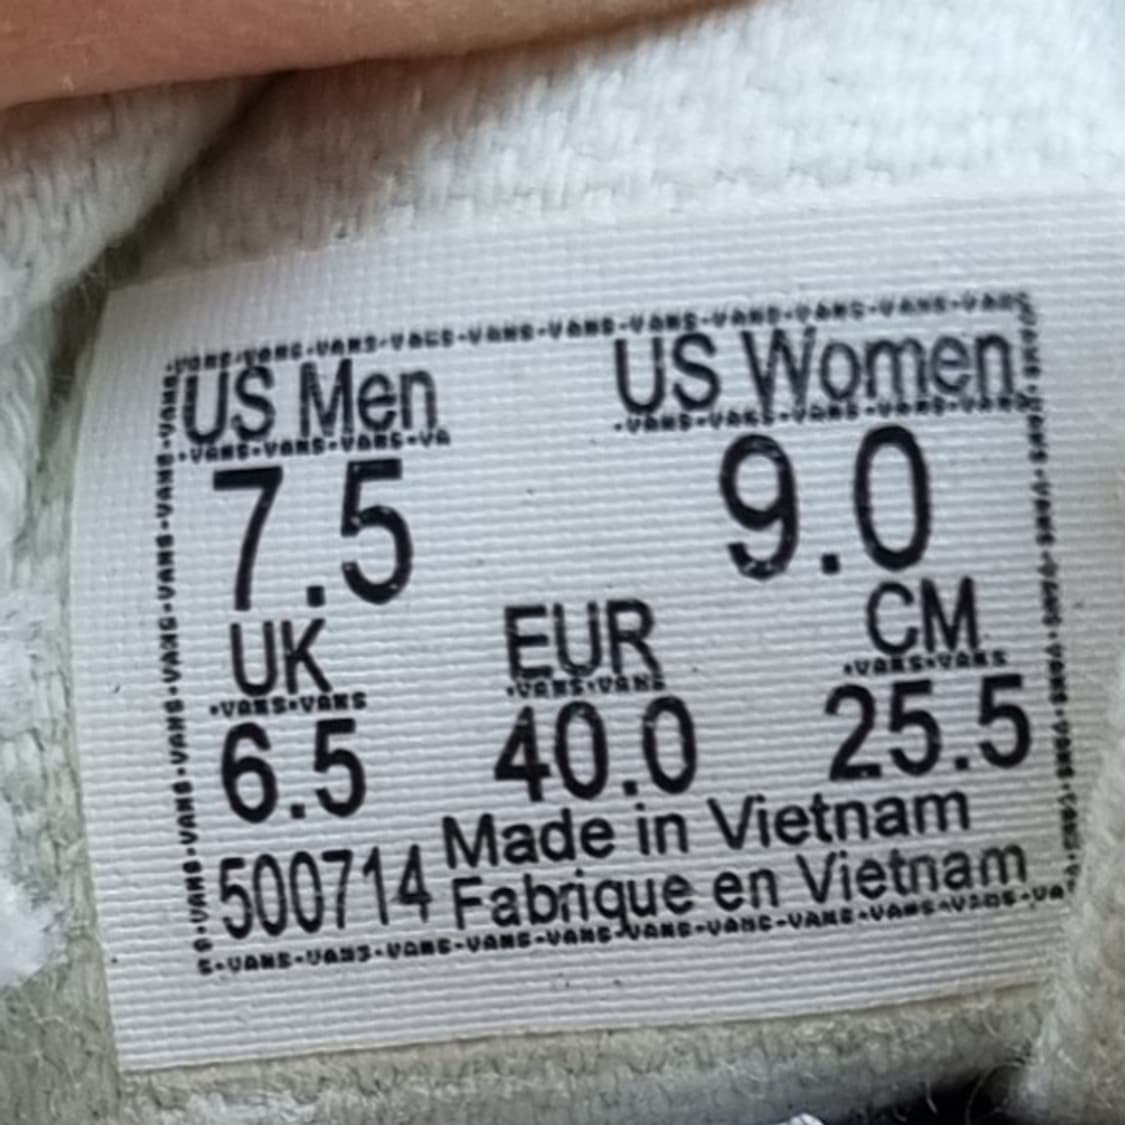 US Men US Women
7.5 9.0
UK EUR CM
6.5 40.0 25.5
Made in Vietnam
500714 Fabrique en Vietnam